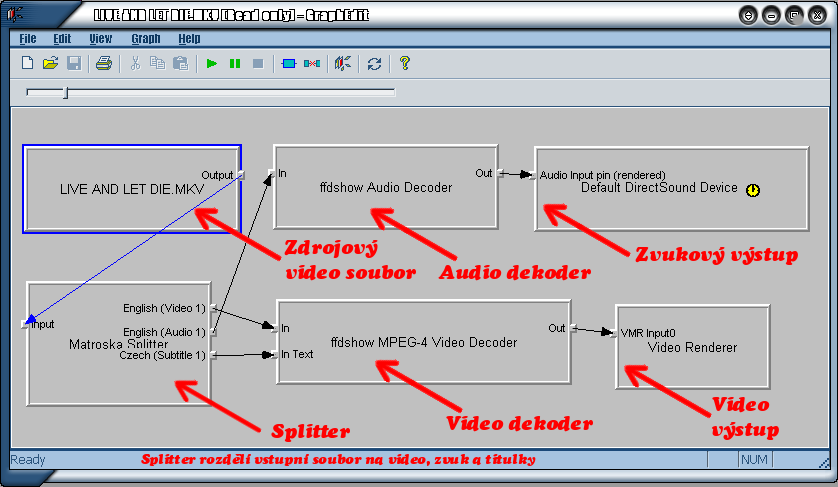 LIVE AND LET DIE.MKV (Read only) - GraphEdit
File Edit View Graph Help
LIVE AND LET DIE.MKV
Output
In
ffdshow Audio Decoder
Out
Audio Input pin (rendered)
Default DirectSound Device
Zdrojový
video soubor
Audio dekoder
Zvukový výstup
Input
English (Video 1)
English (Audio 1)
Matroska Splitter
Czech (Subtitle 1)
In
In Text
ffdshow MPEG-4 Video Decoder
Out
VMR Input0
Video Renderer
Splitter
Video dekoder
Video
výstup
Ready
Splitter rozdělí vstupní soubor na video, zvuk a titulky
NUM